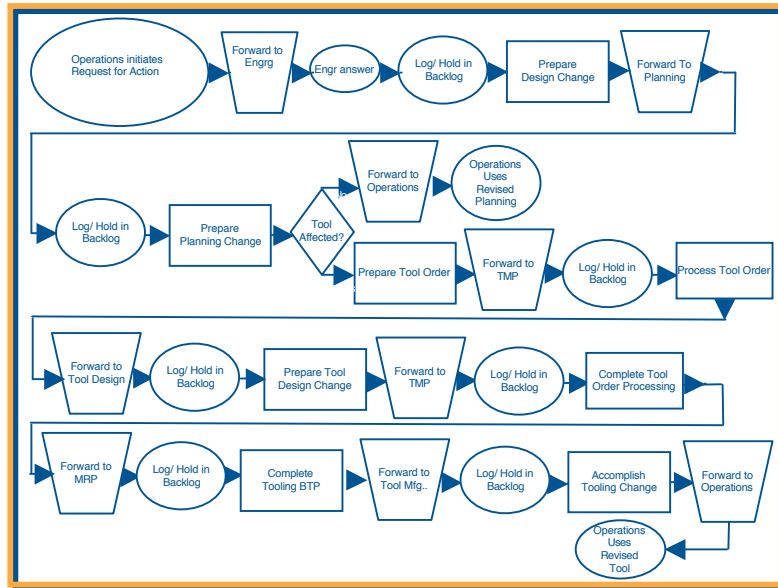 Operations initiates
Request for Action
Forward to
Engrg
Engr answer
Log/ Hold in
Backlog
Prepare
Design Change
Forward To
Planning
Log/ Hold in
Backlog
Prepare
Planning Change
Tool
Affected?
Forward to
Operations
Operations
Uses
Revised
Planning
Prepare Tool Order
Forward to
TMP
Log/ Hold in
Backlog
Process Tool Order
Forward to
Tool Design
Log/ Hold in
Backlog
Prepare Tool
Design Change
Forward to
TMP
Log/ Hold in
Backlog
Complete Tool
Order Processing
Forward to
MRP
Log/ Hold in
Backlog
Complete
Tooling BTP
Forward to
Tool Mfg..
Log/ Hold in
Backlog
Accomplish
Tooling Change
Forward to
Operations
Operations
Uses
Revised
Tool